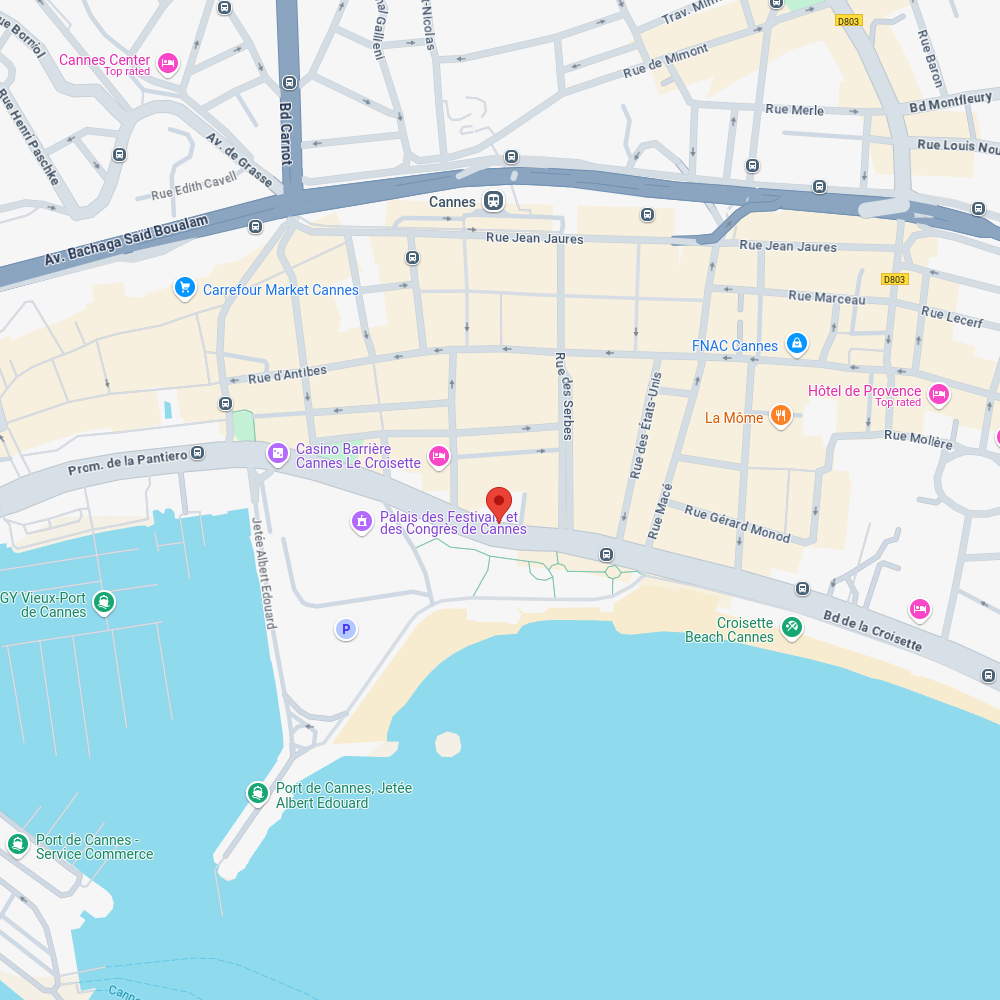 Trav. Mim
D803
Rue Borniol
Cannes Center
Top rated
Gallieni
t-Nicolas
Rue de Mimont
Rue Baron
Rue Henri Paschke
Bd Carnot
Rue Merle
Bd Montfleury
Av. de Grasse
Rue Louis Nou
Rue Edith Cavell
Cannes
Av. Bachaga Said Boualam
Rue Jean Jaures
Rue Jean Jaures
D803
Carrefour Market Cannes
Rue Marceau
Rue Lecerf
FNAC Cannes
Rue d'Antibes
Rue des Serbes
Rue des États-Unis
Hôtel de Provence
Top rated
La Môme
Rue Molière
Prom. de la Pantiero
Casino Barrière
Cannes Le Croisette
Rue Macé
Rue Gérard Monod
Palais des Festivals et
des Congrès de Cannes
Jetée Albert Edouard
GY Vieux-Port
de Cannes
P
Croisette
Beach Cannes
Bd de la Croisette
Port de Cannes, Jetée
Albert Edouard
Port de Cannes -
Service Commerce
Canne